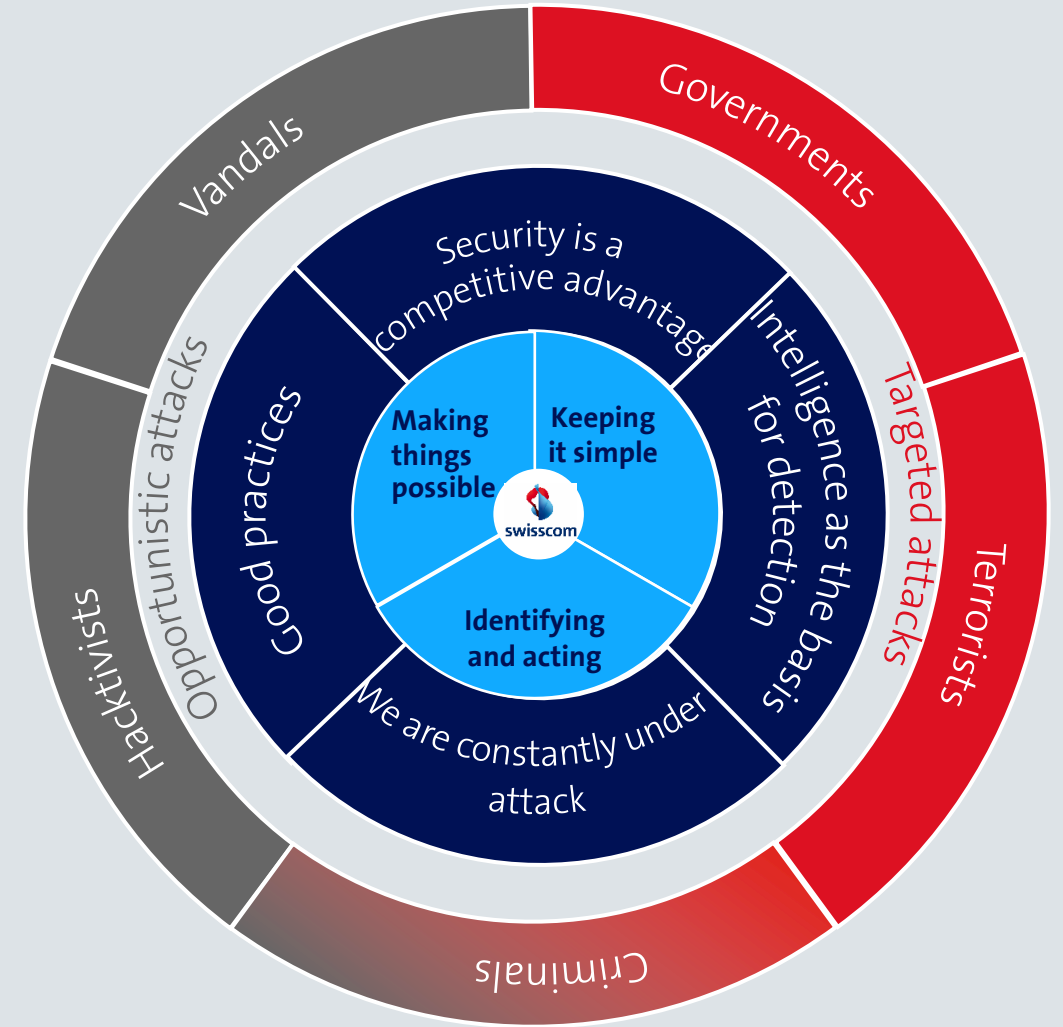 Governments
Terrorists
Criminals
Hacktivists
Vandals
Targeted attacks
Opportunistic attacks
Security is a
competitive advantage
Intelligence as the basis
for detection
We are constantly under
attack
Good practices
Making
things
possible
Keeping
it simple
Identifying
and acting
swisscom